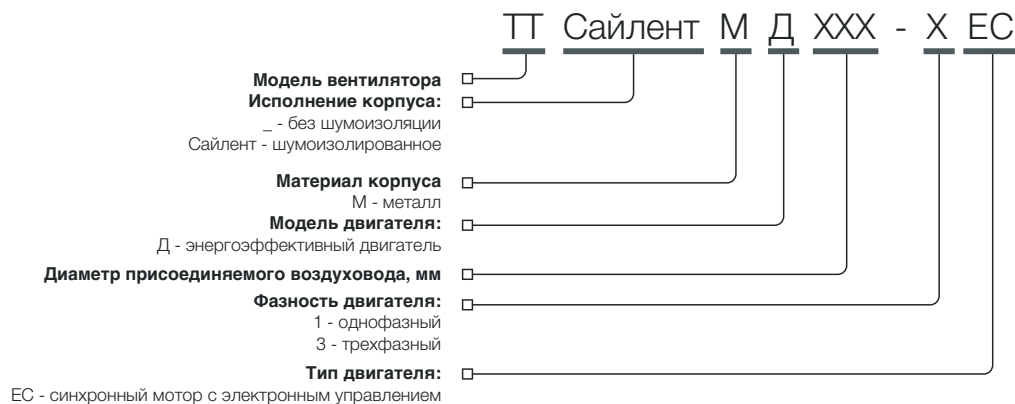 ТТ Сайлент М Д ХХХ - Х ЕС
Модель вентилятора
Исполнение корпуса:
_ - без шумоизоляции
Сайлент - шумоизолированное
Материал корпуса
М - металл
Модель двигателя:
Д - энергоэффективный двигатель
Диаметр присоединяемого воздуховода, мм
Фазность двигателя:
1 - однофазный
3 - трехфазный
Тип двигателя:
ЕС - синхронный мотор с электронным управлением